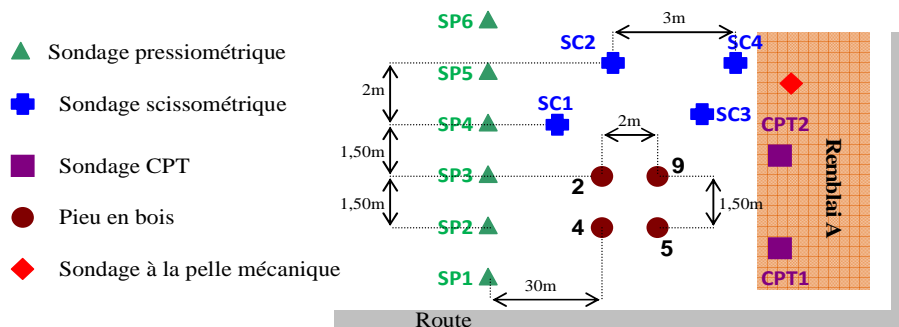 Sondage pressiométrique
Sondage scissométrique
Sondage CPT
Pieu en bois
Sondage à la pelle mécanique
SP6
SP5
SP4
SP3
SP2
SP1
2m
1,50m
1,50m
30m
SC2
3m
SC4
SC1
SC3
2m
2
9
4
5
1,50m
CPT2
CPT1
Remblai A
Route